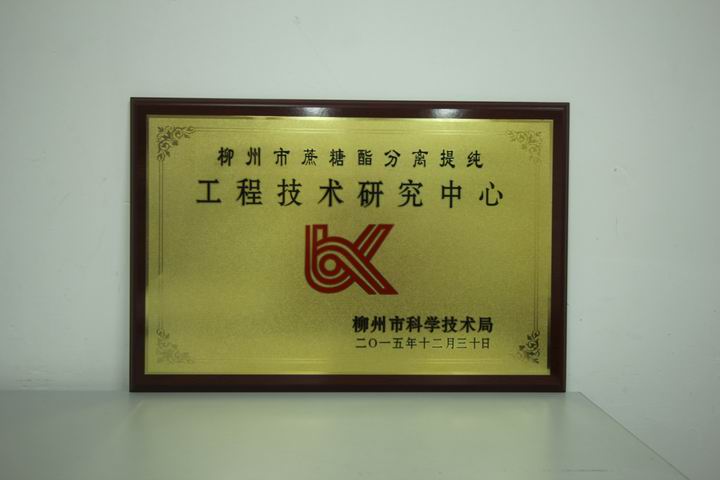 柳州市蔗糖酯分离提纯
工程技术研究中心
柳州市科学技术局
二〇一五年十二月三十日